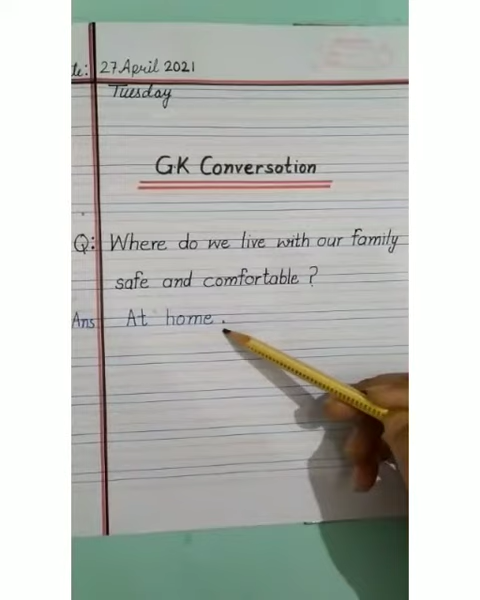 te: 27 April 2021
Tuesday
G.K Conversotion
Q: Where do we live with our family
safe and comfortable ?
Ans At home.